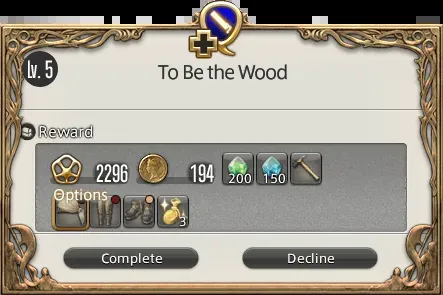 Lv. 5
To Be the Wood
Reward
2296 194 200 150
Options
3
Complete Decline